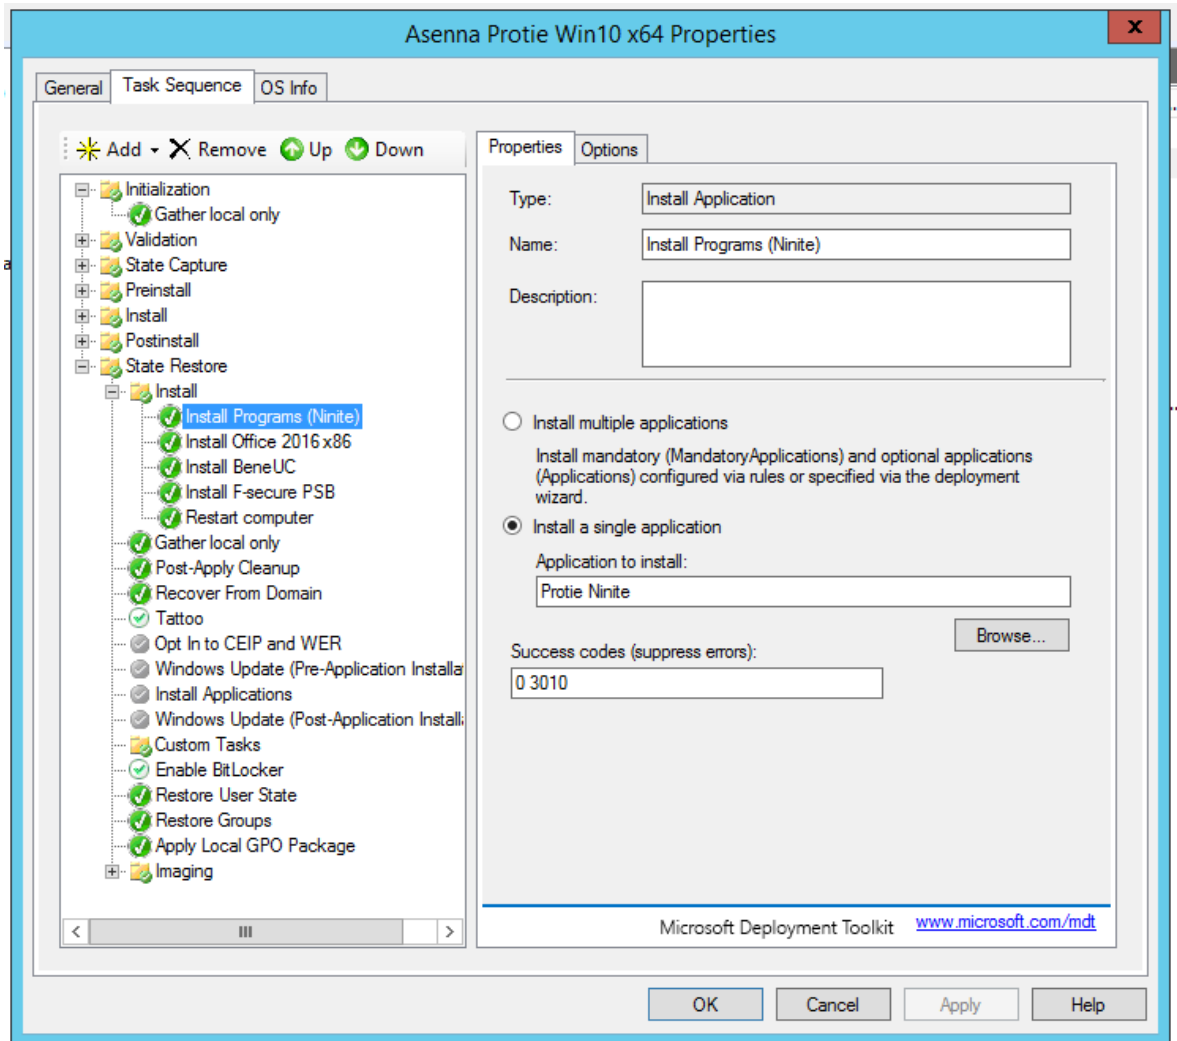 Asenna Protie Win10 x64 Properties
x
General Task Sequence OS Info
Add Remove Up Down
Initialization
Gather local only
Validation
State Capture
Preinstall
Install
Postinstall
State Restore
Install
Install Programs (Ninite)
Install Office 2016 x86
Install BeneUC
Install F-secure PSB
Restart computer
Gather local only
Post-Apply Cleanup
Recover From Domain
Tattoo
Opt In to CEIP and WER
Windows Update (Pre-Application Installa
Install Applications
Windows Update (Post-Application Install
Custom Tasks
Enable BitLocker
Restore User State
Restore Groups
Apply Local GPO Package
Imaging
Properties Options
Type: Install Application
Name: Install Programs (Ninite)
Description:
Install multiple applications
Install mandatory (MandatoryApplications) and optional applications
(Applications) configured via rules or specified via the deployment
wizard.
Install a single application
Application to install:
Protie Ninite
Browse...
Success codes (suppress errors):
0 3010
Microsoft Deployment Toolkit www.microsoft.com/mdt
OK Cancel Apply Help